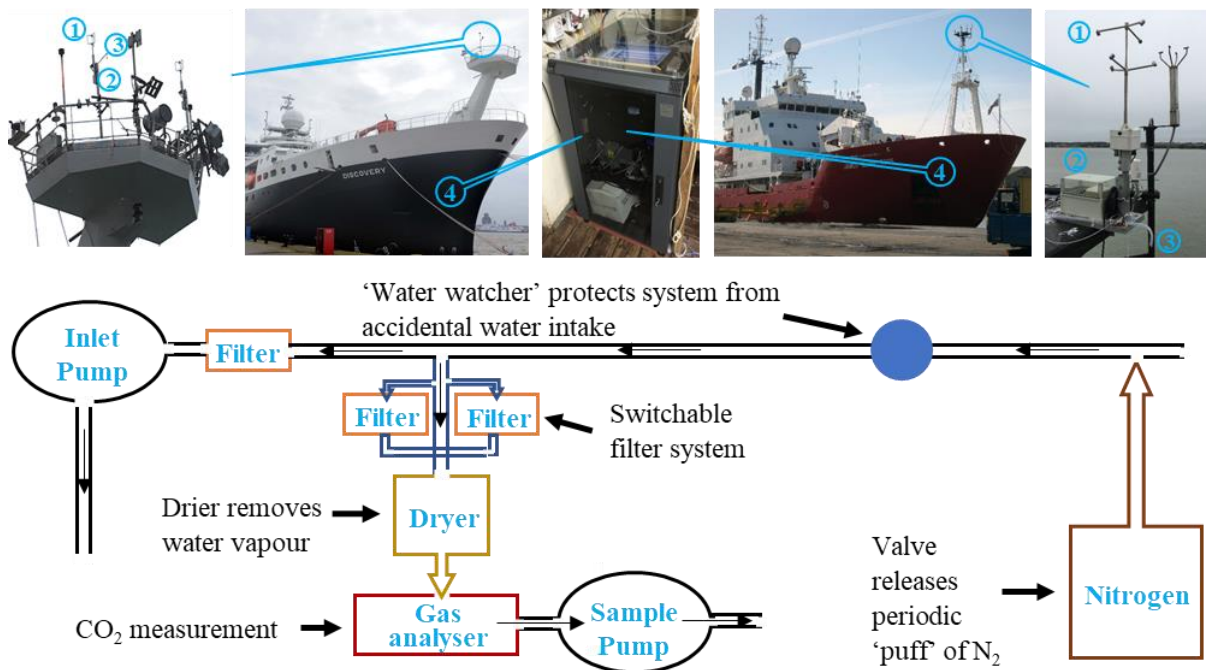 ①
③
②
DISCOVERY
④
④
①
②
③
‘Water watcher’ protects system from
accidental water intake
Inlet
Pump
Filter
Filter
Filter
Switchable
filter system
Drier removes
water vapour
Dryer
Valve
releases
periodic
‘puff’ of N₂
Nitrogen
CO₂ measurement
Gas
analyser
Sample
Pump